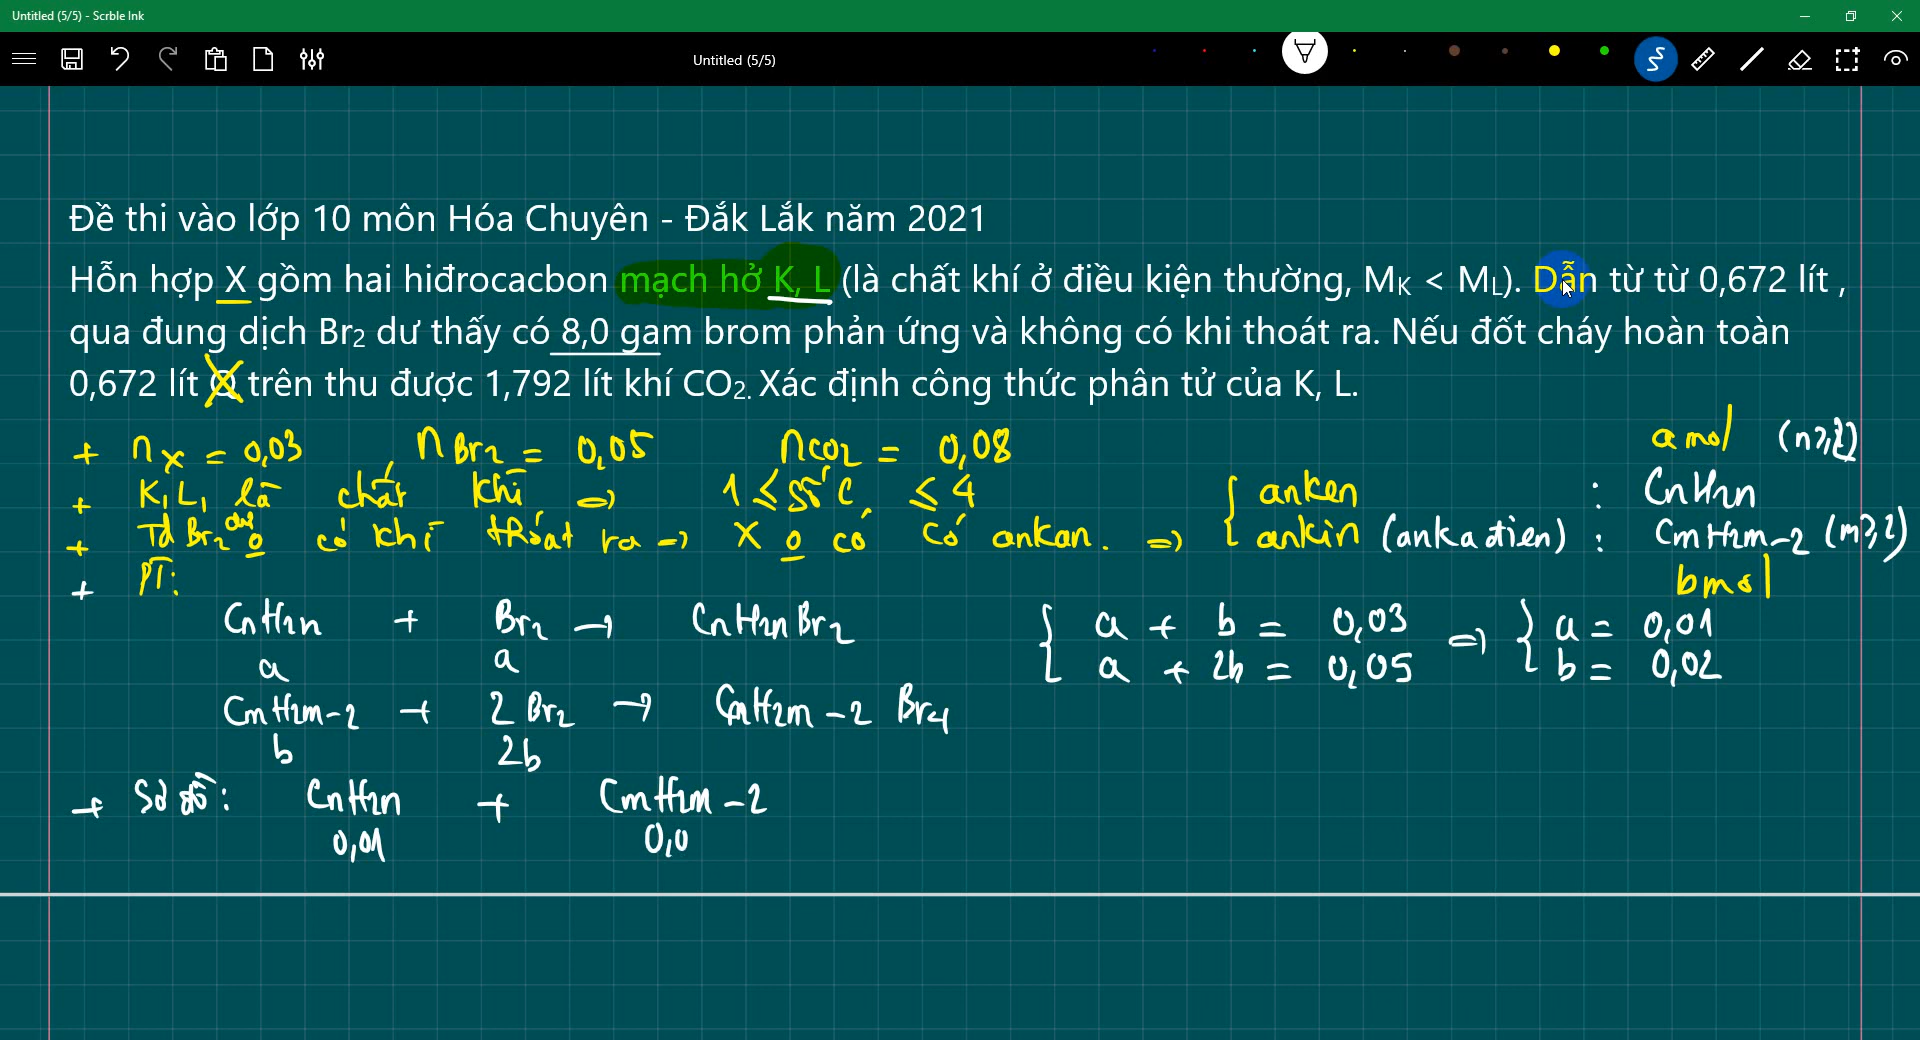 Untitled (5/5) - Scrble Ink
Untitled (5/5)
Đề thi vào lớp 10 môn Hóa Chuyên - Đắk Lắk năm 2021
Hỗn hợp X gồm hai hiđrocacbon mạch hở K, L (là chất khí ở điều kiện thường, MK < ML). Dẫn từ từ 0,672 lít ,
qua đung dịch Br2 dư thấy có 8,0 gam brom phản ứng và không có khi thoát ra. Nếu đốt cháy hoàn toàn
0,672 lít Q trên thu được 1,792 lít khí CO2. Xác định công thức phân tử của K, L.
a mol (n≥2)
+ nX = 0,03 nBr2 = 0,05 nCO2 = 0,08
+ K, L, là chất khí => 1 ≤ số C ≤ 4 { anken : CnH2n
+ Td Br2 dư o có khí thoát ra => X o có có ankan. => { ankin (ankađien) : CmH2m-2 (m≥2)
+ PT: b mol
CnH2n + Br2 → CnH2nBr2 { a + b = 0,03 => { a = 0,01
a a { a + 2b = 0,05 { b = 0,02
CmH2m-2 + 2Br2 → CmH2m-2Br4
b 2b
+ Sơ đồ: CnH2n + CmH2m-2
0,01 0,0